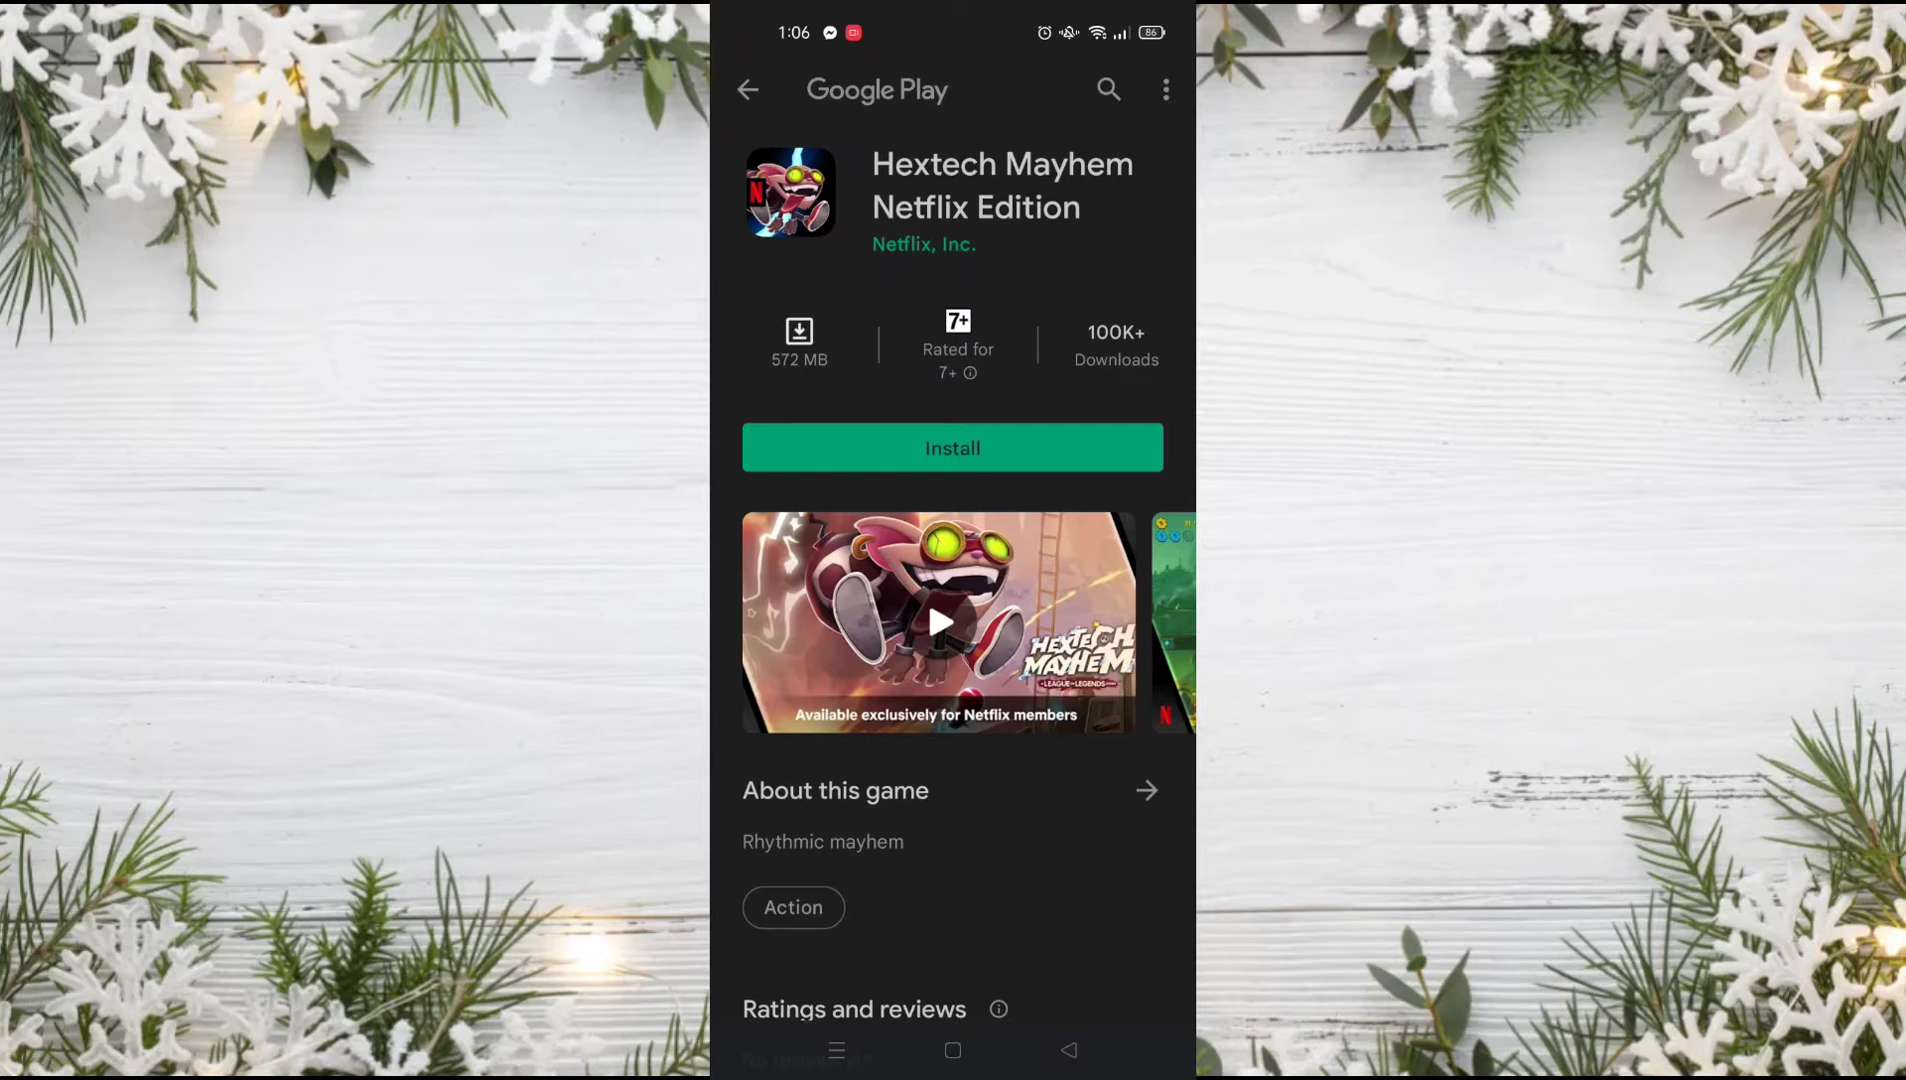 1:06
86
Google Play
Hextech Mayhem
Netflix Edition
Netflix, Inc.
N
572 MB
7+
Rated for
7+
100K+
Downloads
Install
HEXTECH
MAYHEM
A LEAGUE OF LEGENDS STORY
Available exclusively for Netflix members
N
About this game
Rhythmic mayhem
Action
Ratings and reviews